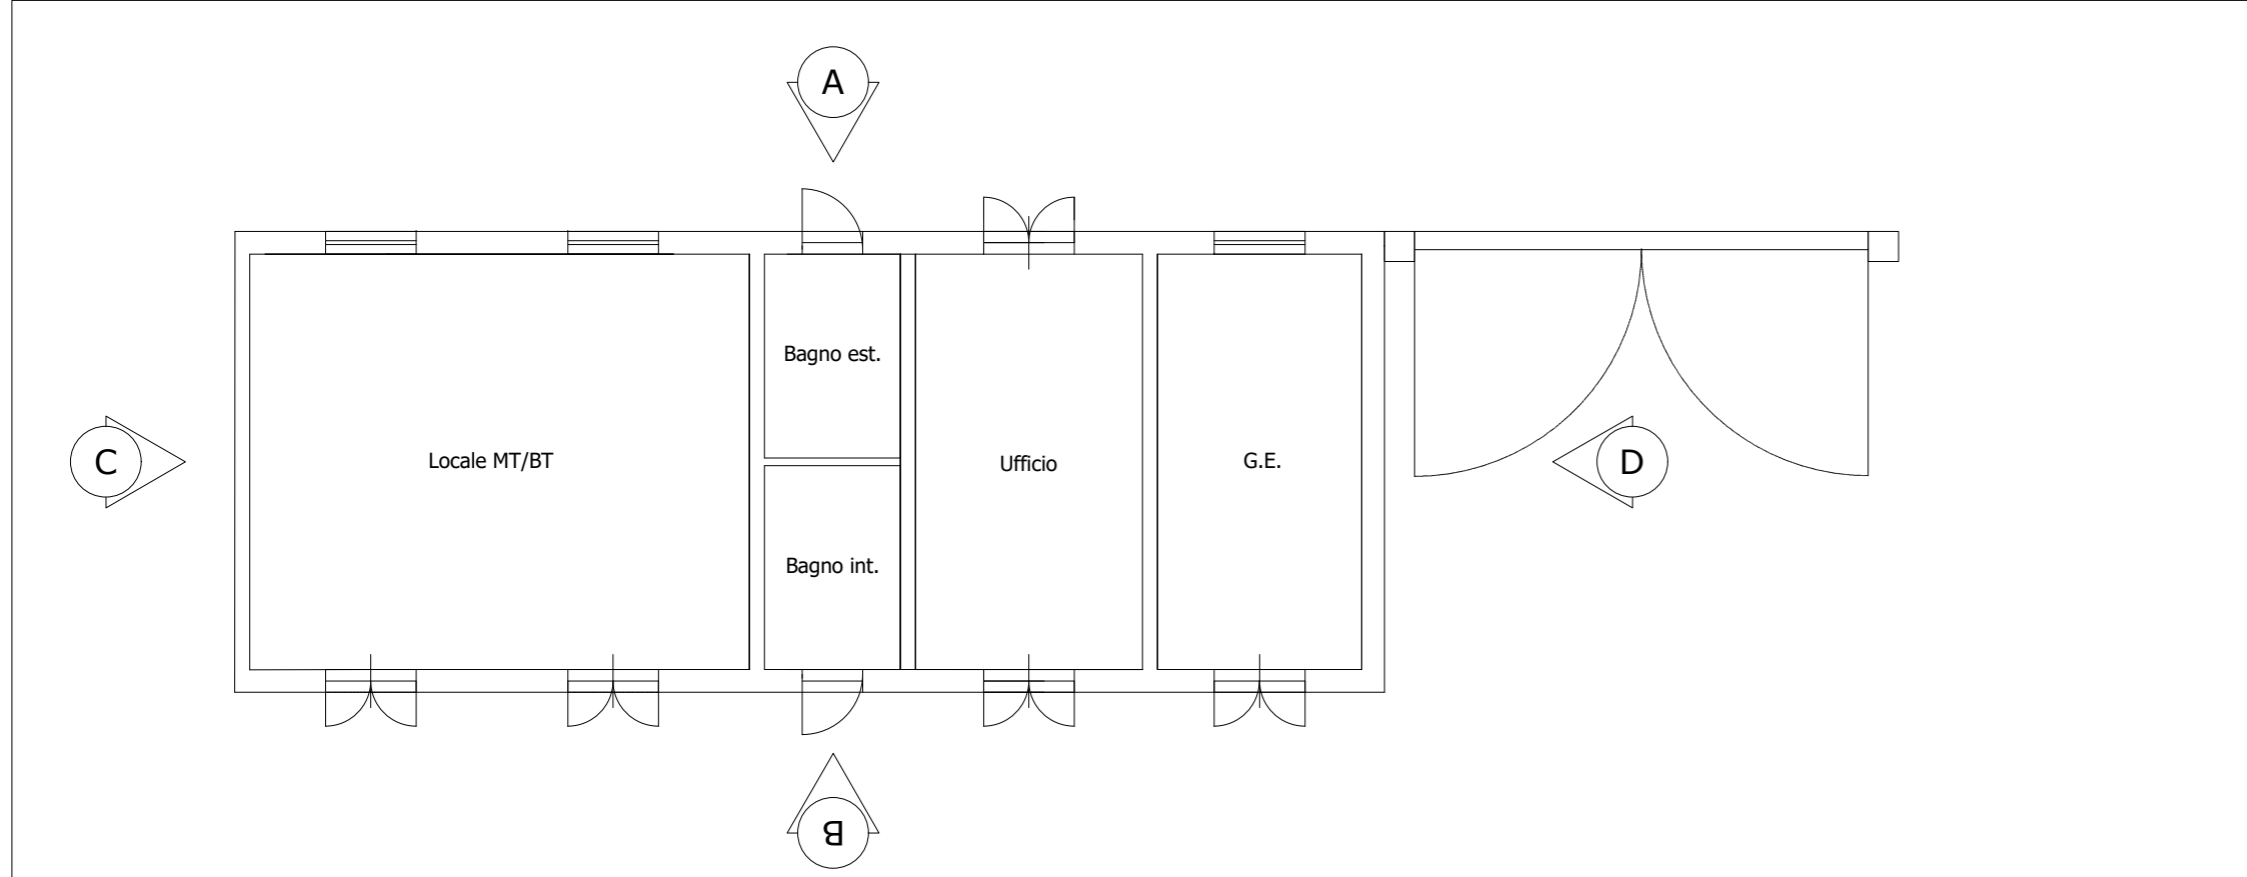 A
Bagno est.
C
Locale MT/BT
Ufficio
G.E.
D
Bagno int.
B